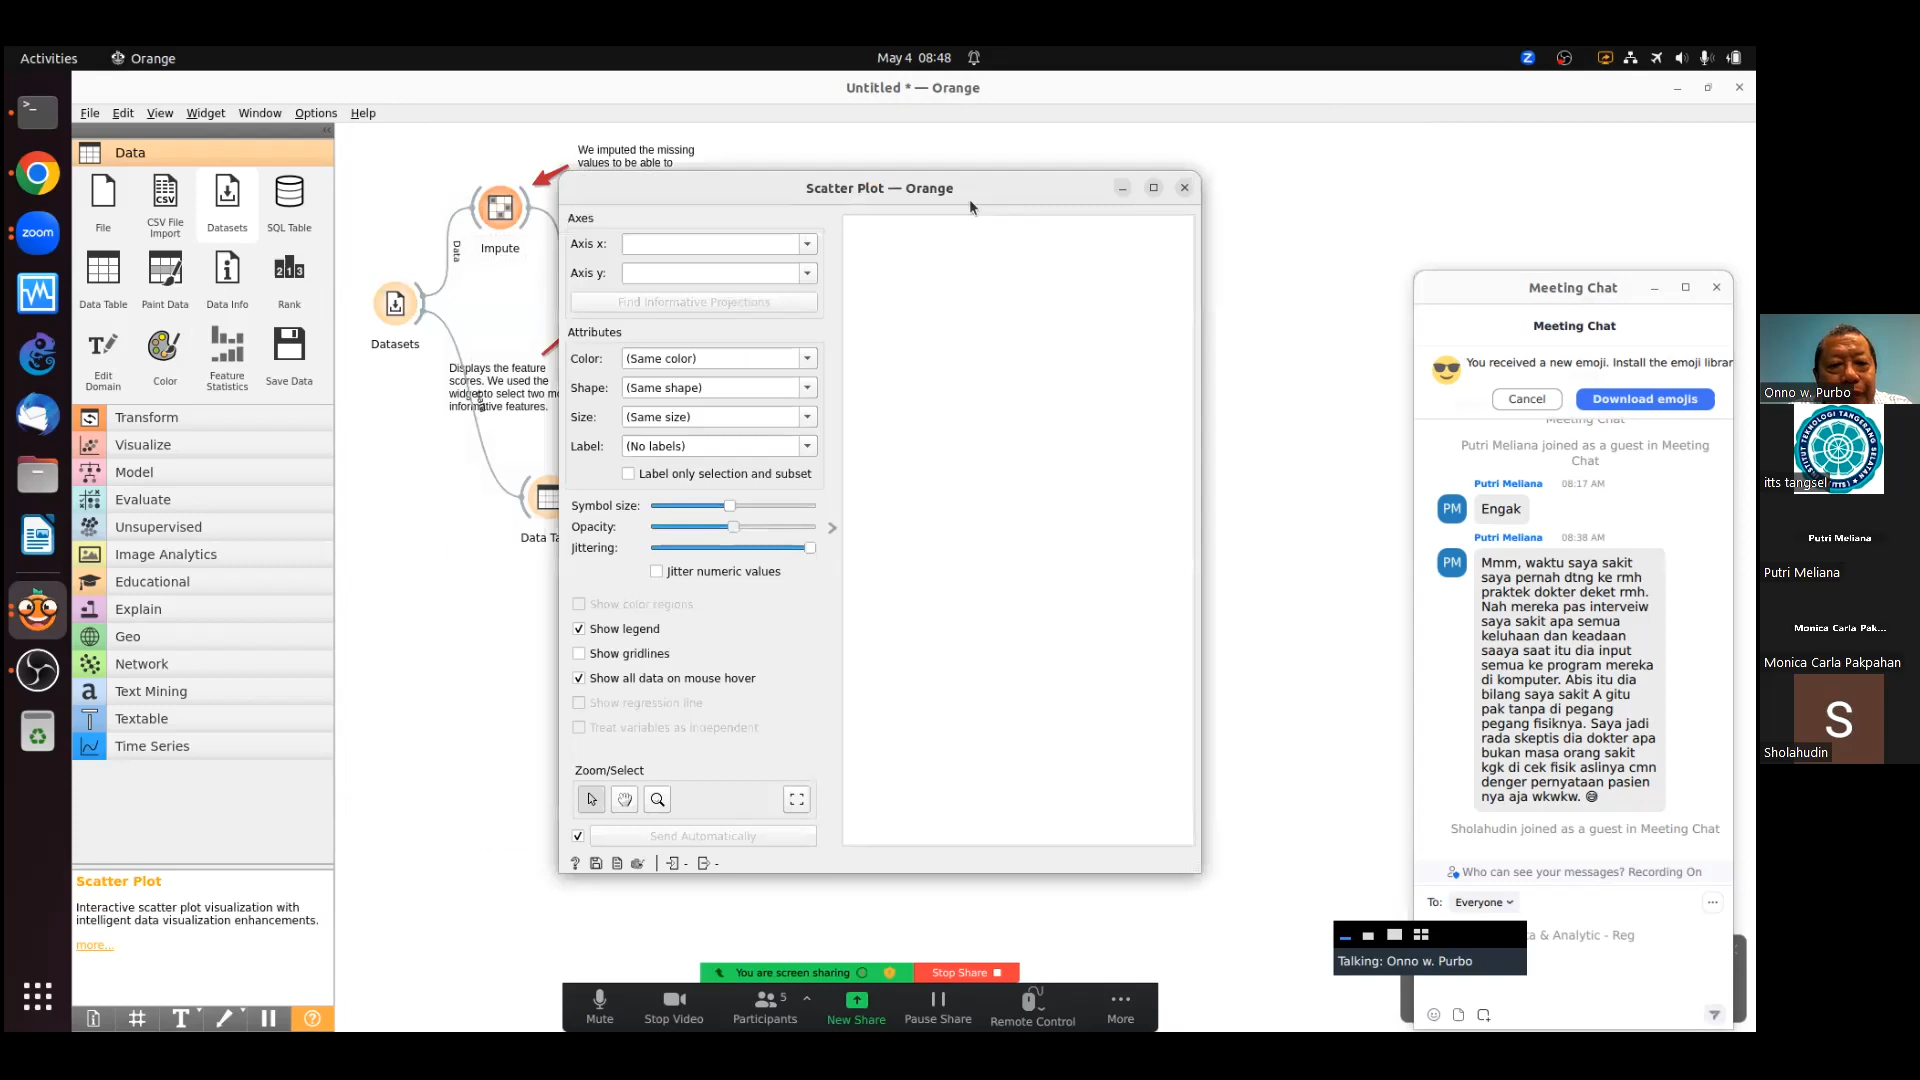 Activities
Orange
May 4 08:48
Untitled * — Orange
File Edit View Widget Window Options Help
Data
File
CSV File
Import
Datasets
SQL Table
Data Table
Paint Data
Data Info
Rank
Edit
Domain
Color
Feature
Statistics
Save Data
Transform
Visualize
Model
Evaluate
Unsupervised
Image Analytics
Educational
Explain
Geo
Network
Text Mining
Textable
Time Series
Scatter Plot
Interactive scatter plot visualization with
intelligent data visualization enhancements.
more...
We imputed the missing
values to be able to
Impute
Data
Datasets
Displays the feature
scores. We used the
widget to select two mo
informative features.
Data
Data Ta
Scatter Plot — Orange
Axes
Axis x:
Axis y:
Find Informative Projections
Attributes
Color: (Same color)
Shape: (Same shape)
Size: (Same size)
Label: (No labels)
Label only selection and subset
Symbol size:
Opacity:
Jittering:
Jitter numeric values
Show color regions
Show legend
Show gridlines
Show all data on mouse hover
Show regression line
Treat variables as independent
Zoom/Select
Send Automatically
You are screen sharing
Stop Share
Mute
Stop Video
5
Participants
New Share
Pause Share
Remote Control
More
Meeting Chat
Meeting Chat
You received a new emoji. Install the emoji librar
Cancel
Download emojis
Meeting Chat
Putri Meliana joined as a guest in Meeting
Chat
Putri Meliana 08:17 AM
PM
Engak
Putri Meliana 08:38 AM
PM
Mmm, waktu saya sakit
saya pernah dtng ke rmh
praktek dokter deket rmh.
Nah mereka pas interveiw
saya sakit apa semua
keluhaan dan keadaan
saaya saat itu dia input
semua ke program mereka
di komputer. Abis itu dia
bilang saya sakit A gitu
pak tanpa di pegang
pegang fisiknya. Saya jadi
rada skeptis dia dokter apa
bukan masa orang sakit
kgk di cek fisik aslinya cmn
denger pernyataan pasien
nya aja wkwkw. 😅
Sholahudin joined as a guest in Meeting Chat
Who can see your messages? Recording On
To: Everyone
ta & Analytic - Reg
Talking: Onno w. Purbo
zoom
Onno w. Purbo
itts tangsel
Putri Meliana
Putri Meliana
Monica Carla Pak...
Monica Carla Pakpahan
S
Sholahudin